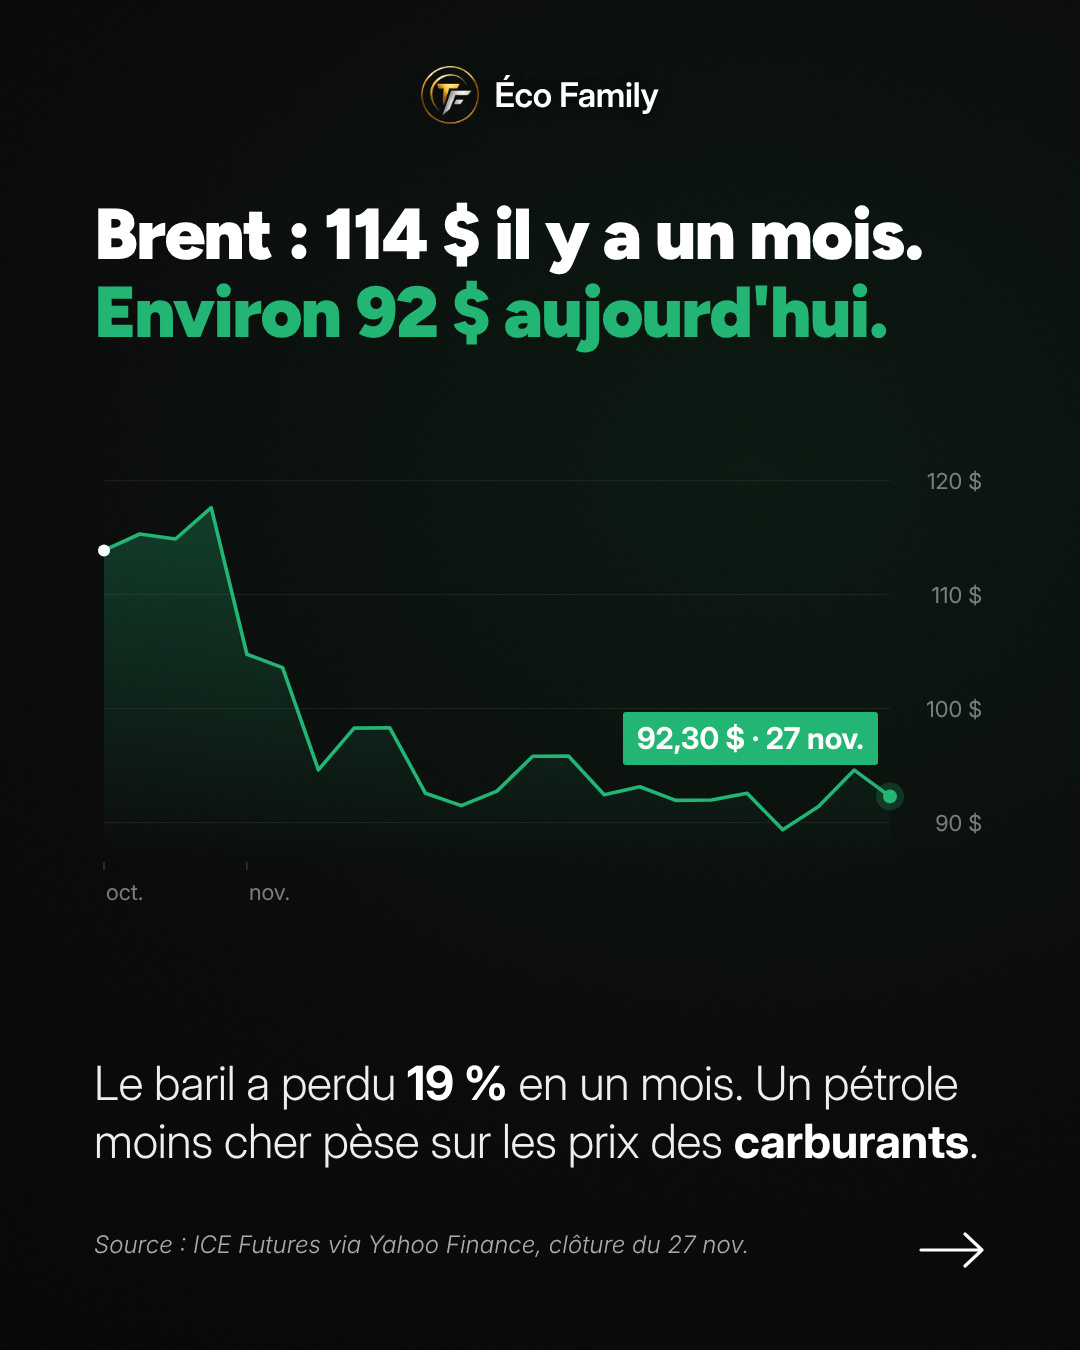 TF Éco Family
Brent : 114 $ il y a un mois.
Environ 92 $ aujourd'hui.
120 $
110 $
100 $
92,30 $ · 27 nov.
90 $
oct. nov.
Le baril a perdu 19 % en un mois. Un pétrole
moins cher pèse sur les prix des carburants.
Source : ICE Futures via Yahoo Finance, clôture du 27 nov.